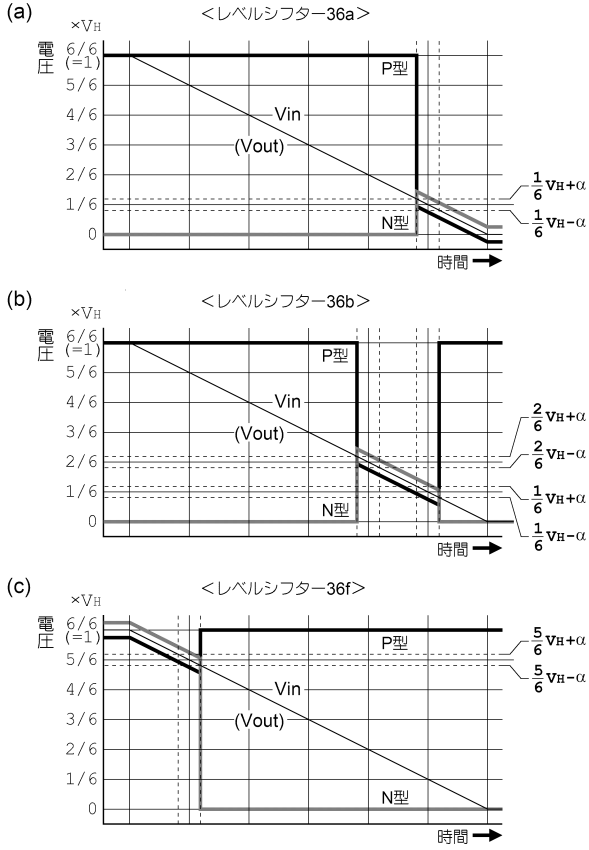 (a)
＜レベルシフター36a＞
×VH
電圧
6/6
(=1)
5/6
4/6
3/6
2/6
1/6
0
P型
Vin
(Vout)
N型
1/6 VH+α
1/6 VH−α
時間
(b)
＜レベルシフター36b＞
×VH
電圧
6/6
(=1)
5/6
4/6
3/6
2/6
1/6
0
P型
Vin
(Vout)
N型
2/6 VH+α
2/6 VH−α
1/6 VH+α
1/6 VH−α
時間
(c)
＜レベルシフター36f＞
×VH
電圧
6/6
(=1)
5/6
4/6
3/6
2/6
1/6
0
P型
Vin
(Vout)
N型
5/6 VH+α
5/6 VH−α
時間